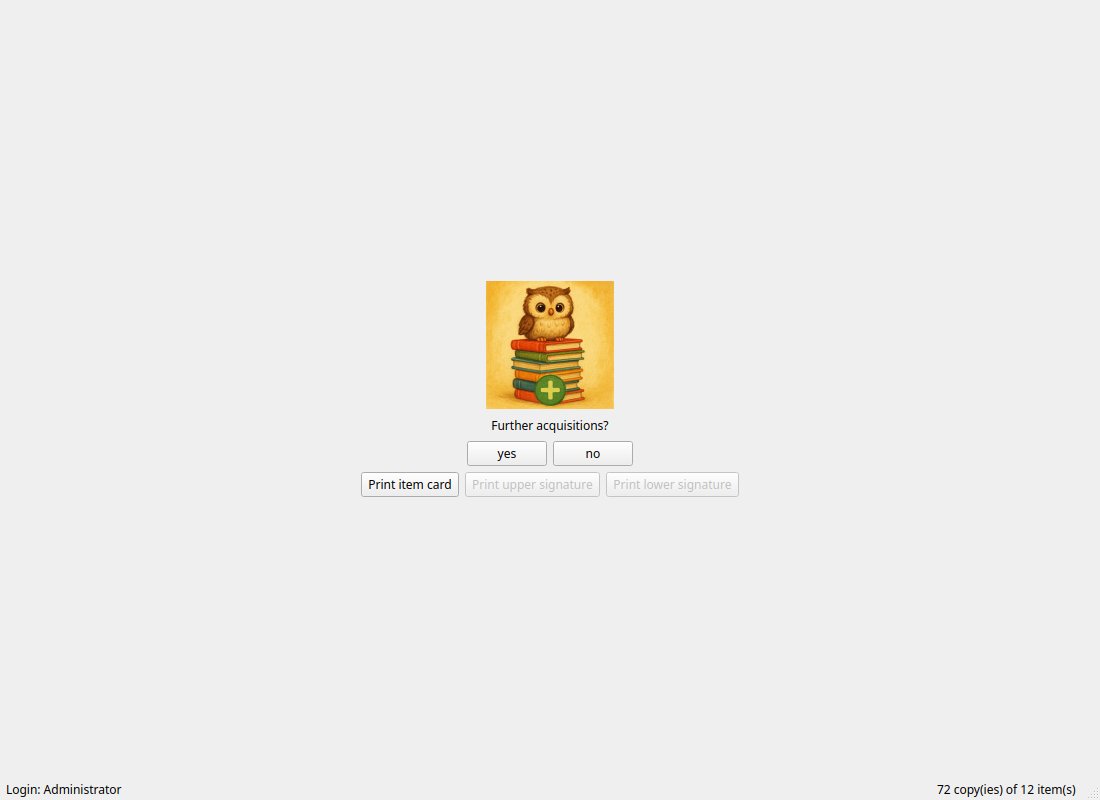 Further acquisitions?
yes no
Print item card Print upper signature Print lower signature
Login: Administrator 72 copy(ies) of 12 item(s)